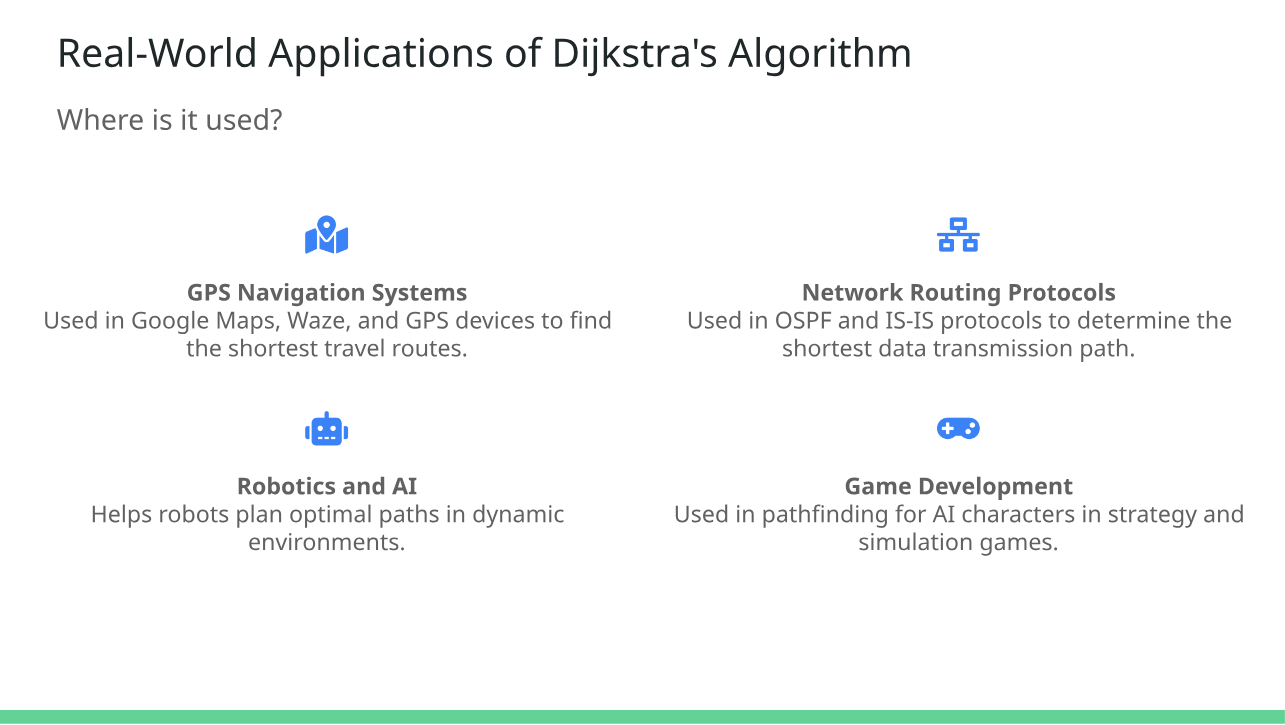 Real-World Applications of Dijkstra's Algorithm
Where is it used?
GPS Navigation Systems
Used in Google Maps, Waze, and GPS devices to find
the shortest travel routes.
Network Routing Protocols
Used in OSPF and IS-IS protocols to determine the
shortest data transmission path.
Robotics and AI
Helps robots plan optimal paths in dynamic
environments.
Game Development
Used in pathfinding for AI characters in strategy and
simulation games.